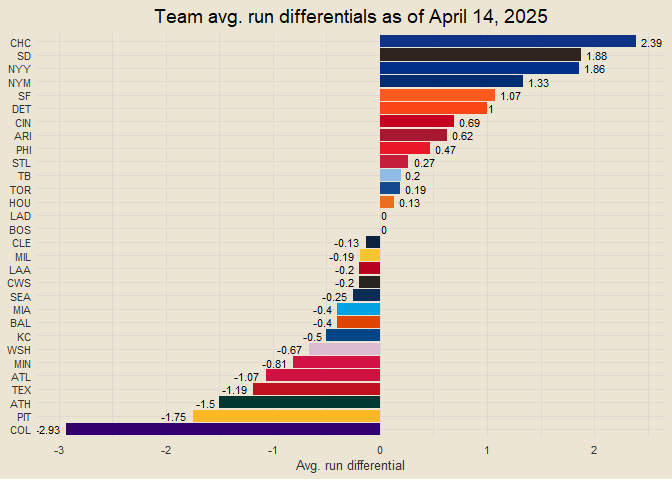 Team avg. run differentials as of April 14, 2025
CHC 2.39
SD 1.88
NYY 1.86
NYM 1.33
SF 1.07
DET 1
CIN 0.69
ARI 0.62
PHI 0.47
STL 0.27
TB 0.2
TOR 0.19
HOU 0.13
LAD 0
BOS 0
CLE -0.13
MIL -0.19
LAA -0.2
CWS -0.2
SEA -0.25
MIA -0.4
BAL -0.4
KC -0.5
WSH -0.67
MIN -0.81
ATL -1.07
TEX -1.19
ATH -1.5
PIT -1.75
COL -2.93
-3 -2 -1 0 1 2
Avg. run differential